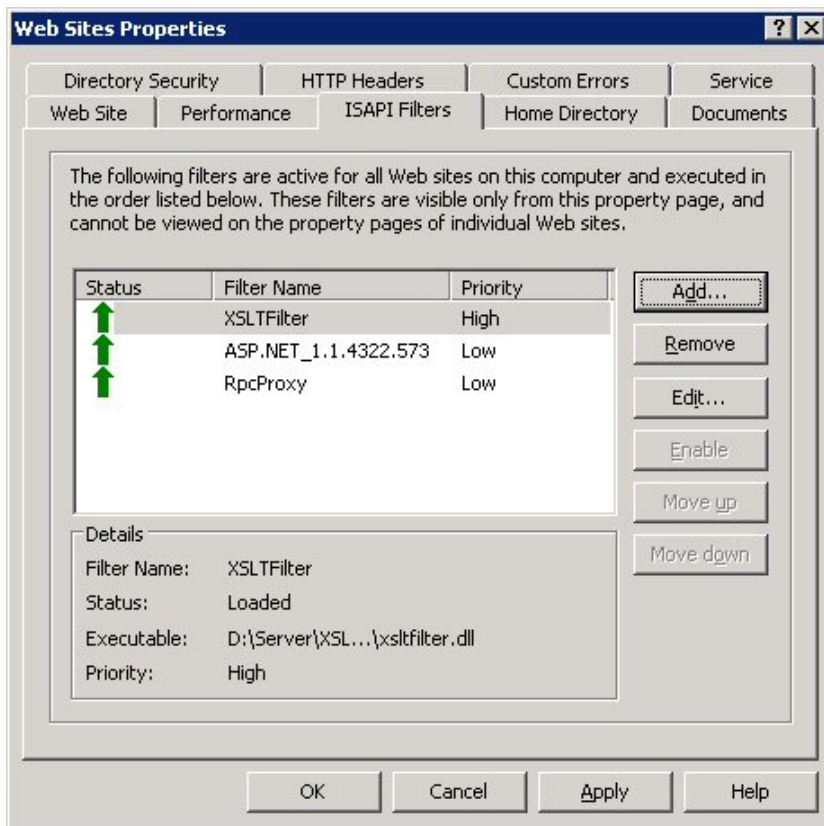 Web Sites Properties
Directory Security HTTP Headers Custom Errors Service
Web Site Performance ISAPI Filters Home Directory Documents
The following filters are active for all Web sites on this computer and executed in
the order listed below. These filters are visible only from this property page, and
cannot be viewed on the property pages of individual Web sites.
Status Filter Name Priority
XSLTFilter High
ASP.NET_1.1.4322.573 Low
RpcProxy Low
Add...
Remove
Edit...
Enable
Move up
Move down
Details
Filter Name: XSLTFilter
Status: Loaded
Executable: D:\Server\XSL...\xsltfilter.dll
Priority: High
OK Cancel Apply Help